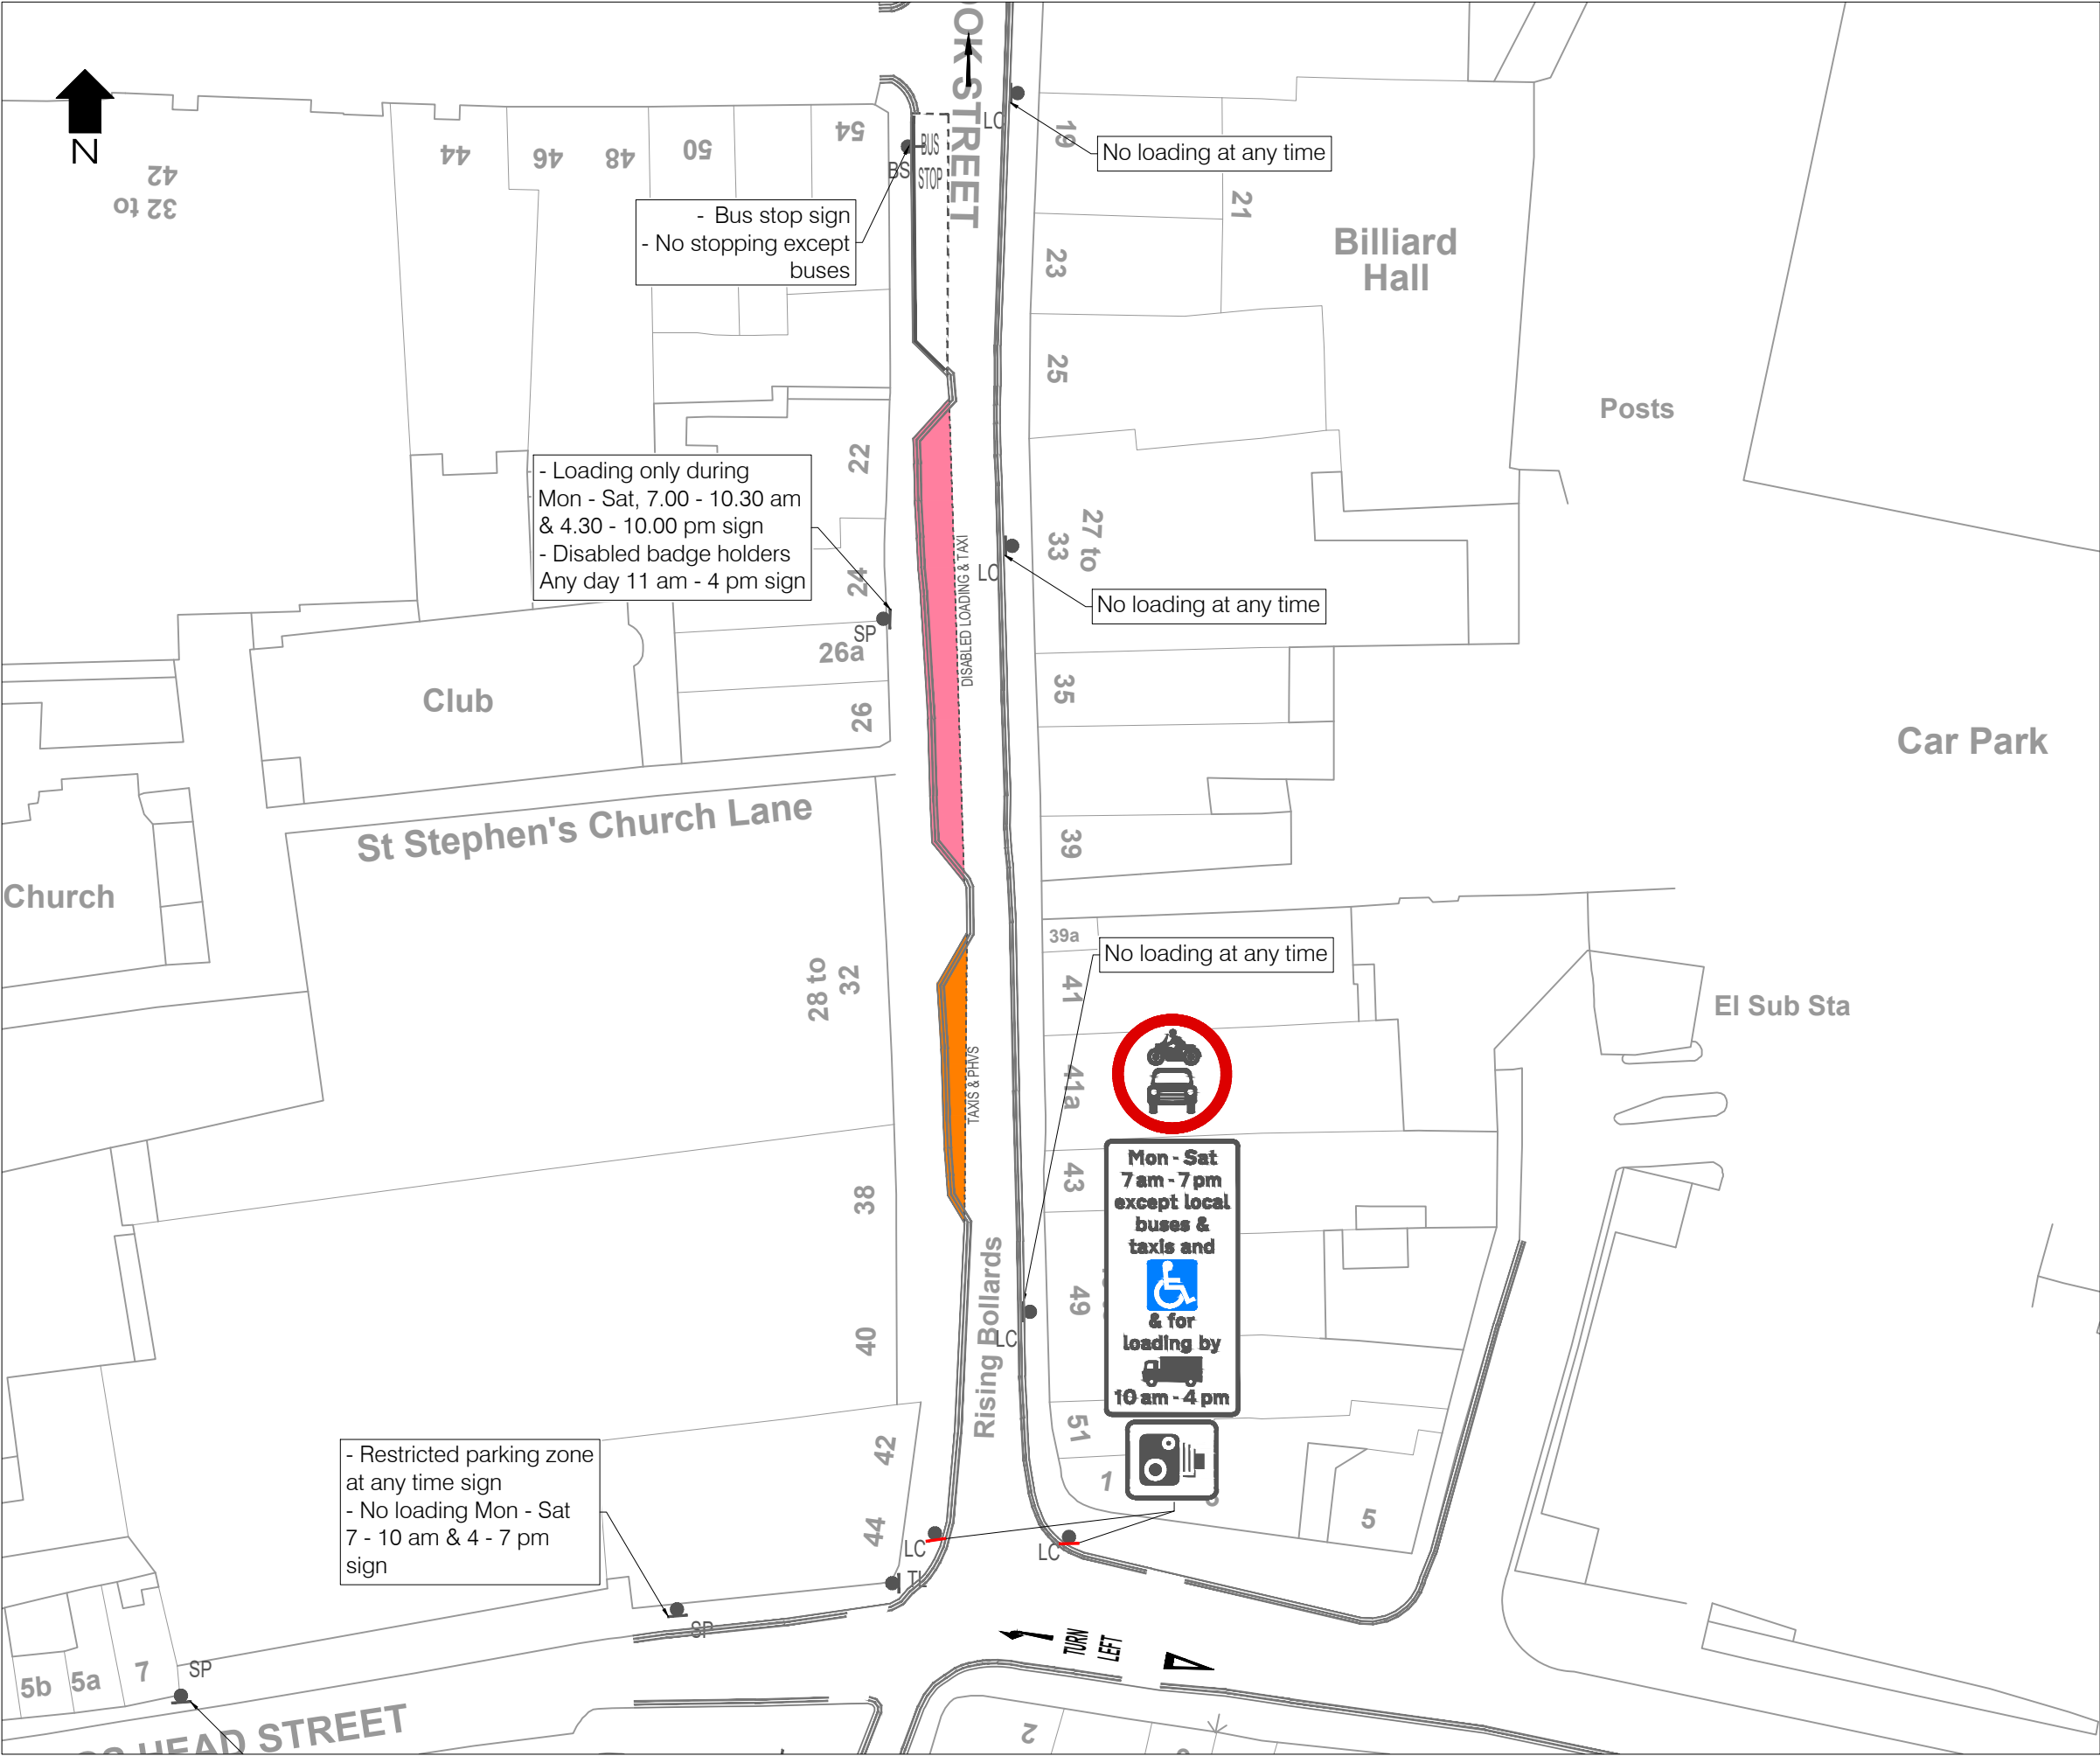 N
OOK STREET
32 to
42
44
46
48
50
54
BS
BUS
STOP
LC
19
No loading at any time
21
23
Billiard
Hall
25
Posts
- Bus stop sign
- No stopping except
buses
22
- Loading only during
Mon - Sat, 7.00 - 10.30 am
& 4.30 - 10.00 pm sign
- Disabled badge holders
Any day 11 am - 4 pm sign
24
SP
26a
26
DISABLED LOADING & TAXI
LC
27 to
33
No loading at any time
35
39
Club
Car Park
St Stephen's Church Lane
Church
28 to
32
39a
No loading at any time
41
41a
El Sub Sta
TAXIS & PHVS
43
49
38
40
Rising Bollards
LC
Mon - Sat
7 am - 7 pm
except local
buses &
taxis and
& for
loading by
10 am - 4 pm
51
1
5
42
44
- Restricted parking zone
at any time sign
- No loading Mon - Sat
7 - 10 am & 4 - 7 pm
sign
LC
TL
LC
SP
TURN
LEFT
5b
5a
7
SP
GS HEAD STREET
2